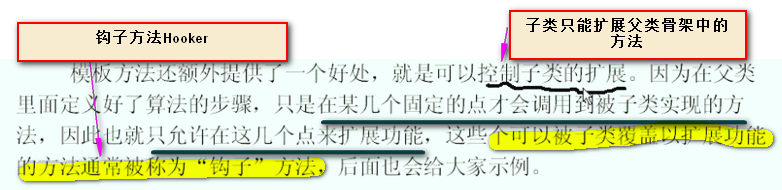 钩子方法Hooker
子类只能扩展父类骨架中的
方法
模板方法还额外提供了一个好处，就是可以控制子类的扩展。因为在父类
里面定义好了算法的步骤，只是在某几个固定的点才会调用到被子类实现的方
法，因此也就只允许在这几个点来扩展功能，这些个可以被子类覆盖以扩展功能
的方法通常被称为“钩子”方法，后面也会给大家示例。